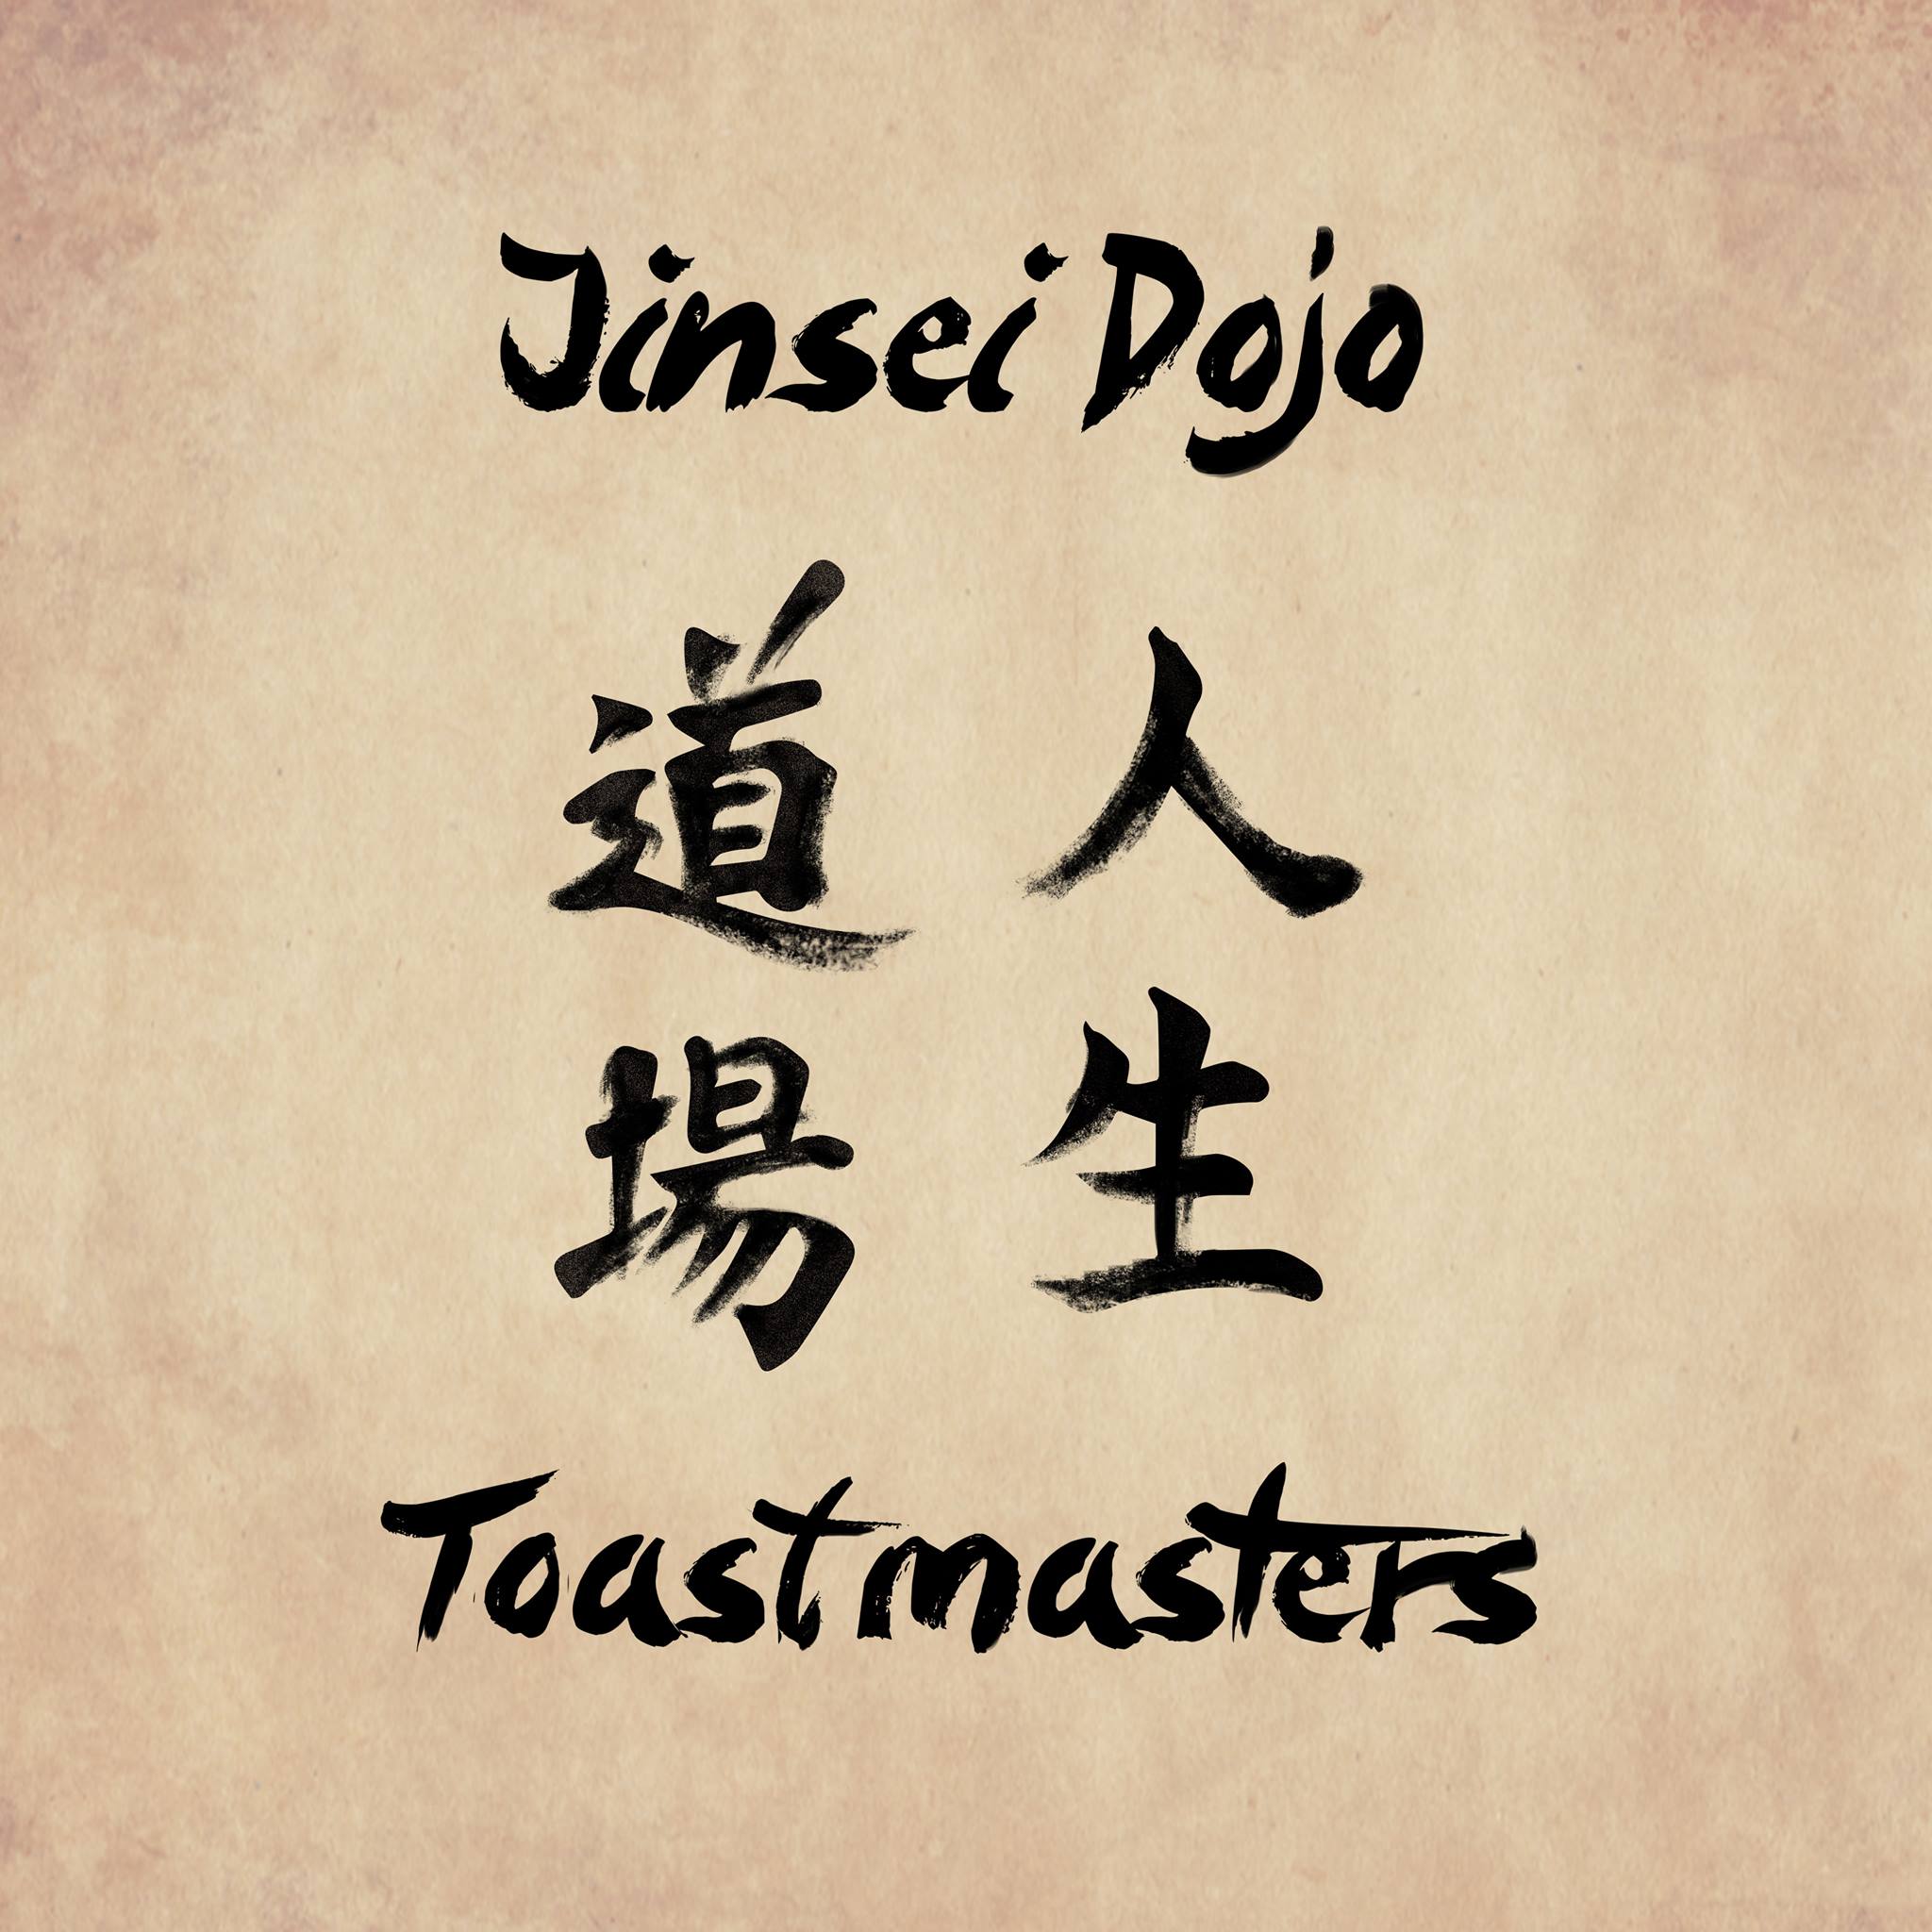 Jinsei Dojo
人生
道場
Toastmasters